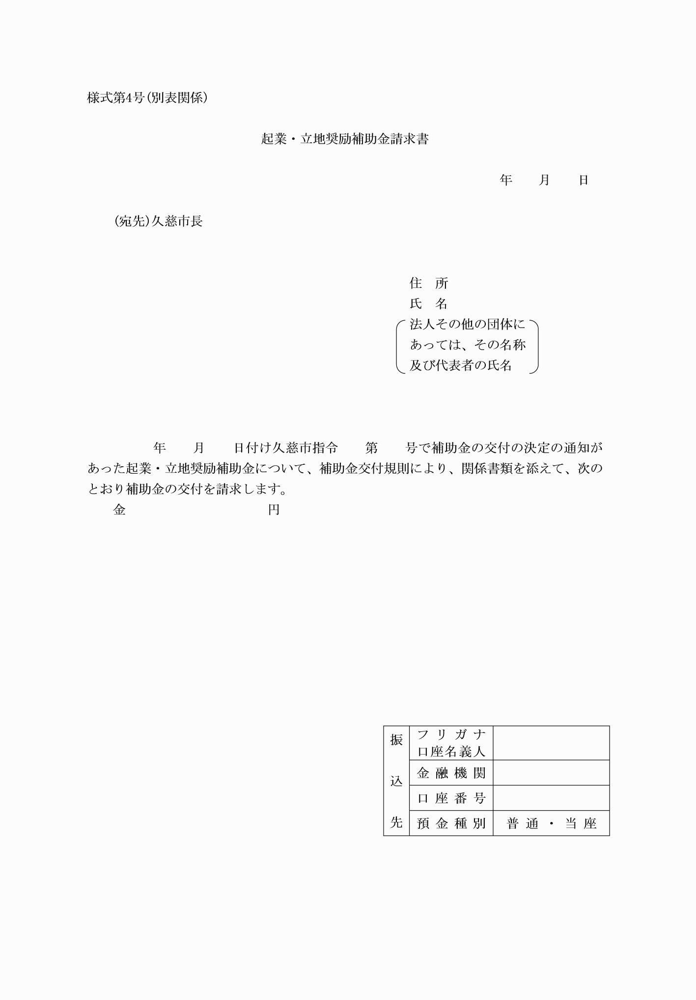 様式第4号(別表関係)
起業・立地奨励補助金請求書
年　　月　　日
(宛先)久慈市長
住　所
氏　名
法人その他の団体に
あっては、その名称
及び代表者の氏名
年　　月　　日付け久慈市指令　　第　　号で補助金の交付の決定の通知が
あった起業・立地奨励補助金について、補助金交付規則により、関係書類を添えて、次の
とおり補助金の交付を請求します。
金　　　　　　　　　　　円
振込先
フリガナ
口座名義人
金融機関
口座番号
預金種別　普通・当座